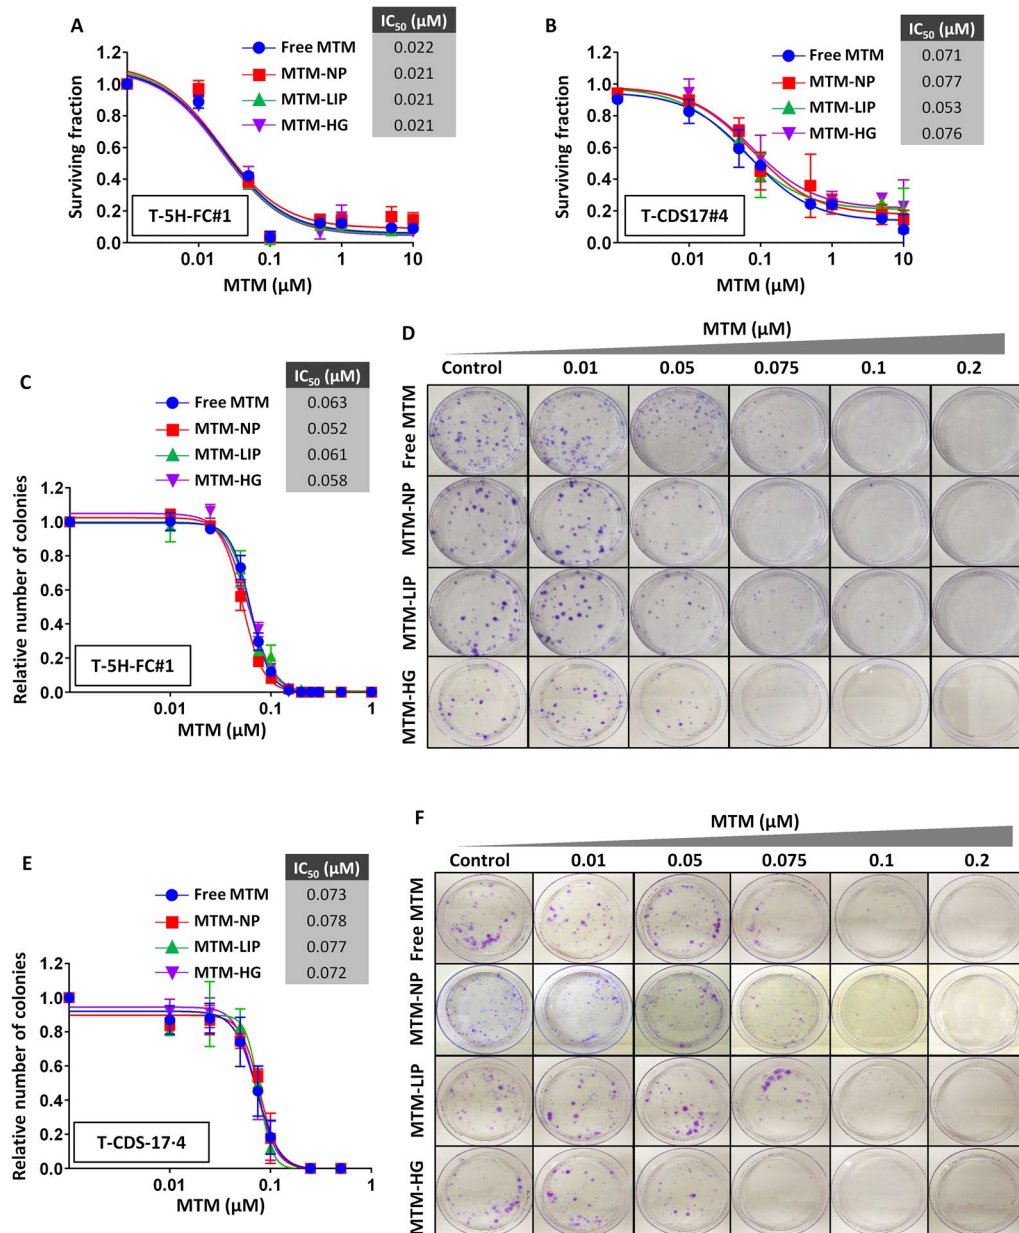 A
IC50 (µM)
Free MTM 0.022
MTM-NP 0.021
MTM-LIP 0.021
MTM-HG 0.021
Surviving fraction
1.2
1.0
0.8
0.6
0.4
0.2
0.0
T-5H-FC#1
0.01 0.1 1 10
MTM (µM)
B
IC50 (µM)
Free MTM 0.071
MTM-NP 0.077
MTM-LIP 0.053
MTM-HG 0.076
Surviving fraction
1.2
1.0
0.8
0.6
0.4
0.2
0.0
T-CDS17#4
0.01 0.1 1 10
MTM (µM)
C
IC50 (µM)
Free MTM 0.063
MTM-NP 0.052
MTM-LIP 0.061
MTM-HG 0.058
Relative number of colonies
1.2
1.0
0.8
0.6
0.4
0.2
0.0
T-5H-FC#1
0.01 0.1 1
MTM (µM)
D
MTM (µM)
Control 0.01 0.05 0.075 0.1 0.2
Free MTM
MTM-NP
MTM-LIP
MTM-HG
E
IC50 (µM)
Free MTM 0.073
MTM-NP 0.078
MTM-LIP 0.077
MTM-HG 0.072
Relative number of colonies
1.2
1.0
0.8
0.6
0.4
0.2
0.0
T-CDS-17·4
0.01 0.1 1
MTM (µM)
F
MTM (µM)
Control 0.01 0.05 0.075 0.1 0.2
Free MTM
MTM-NP
MTM-LIP
MTM-HG